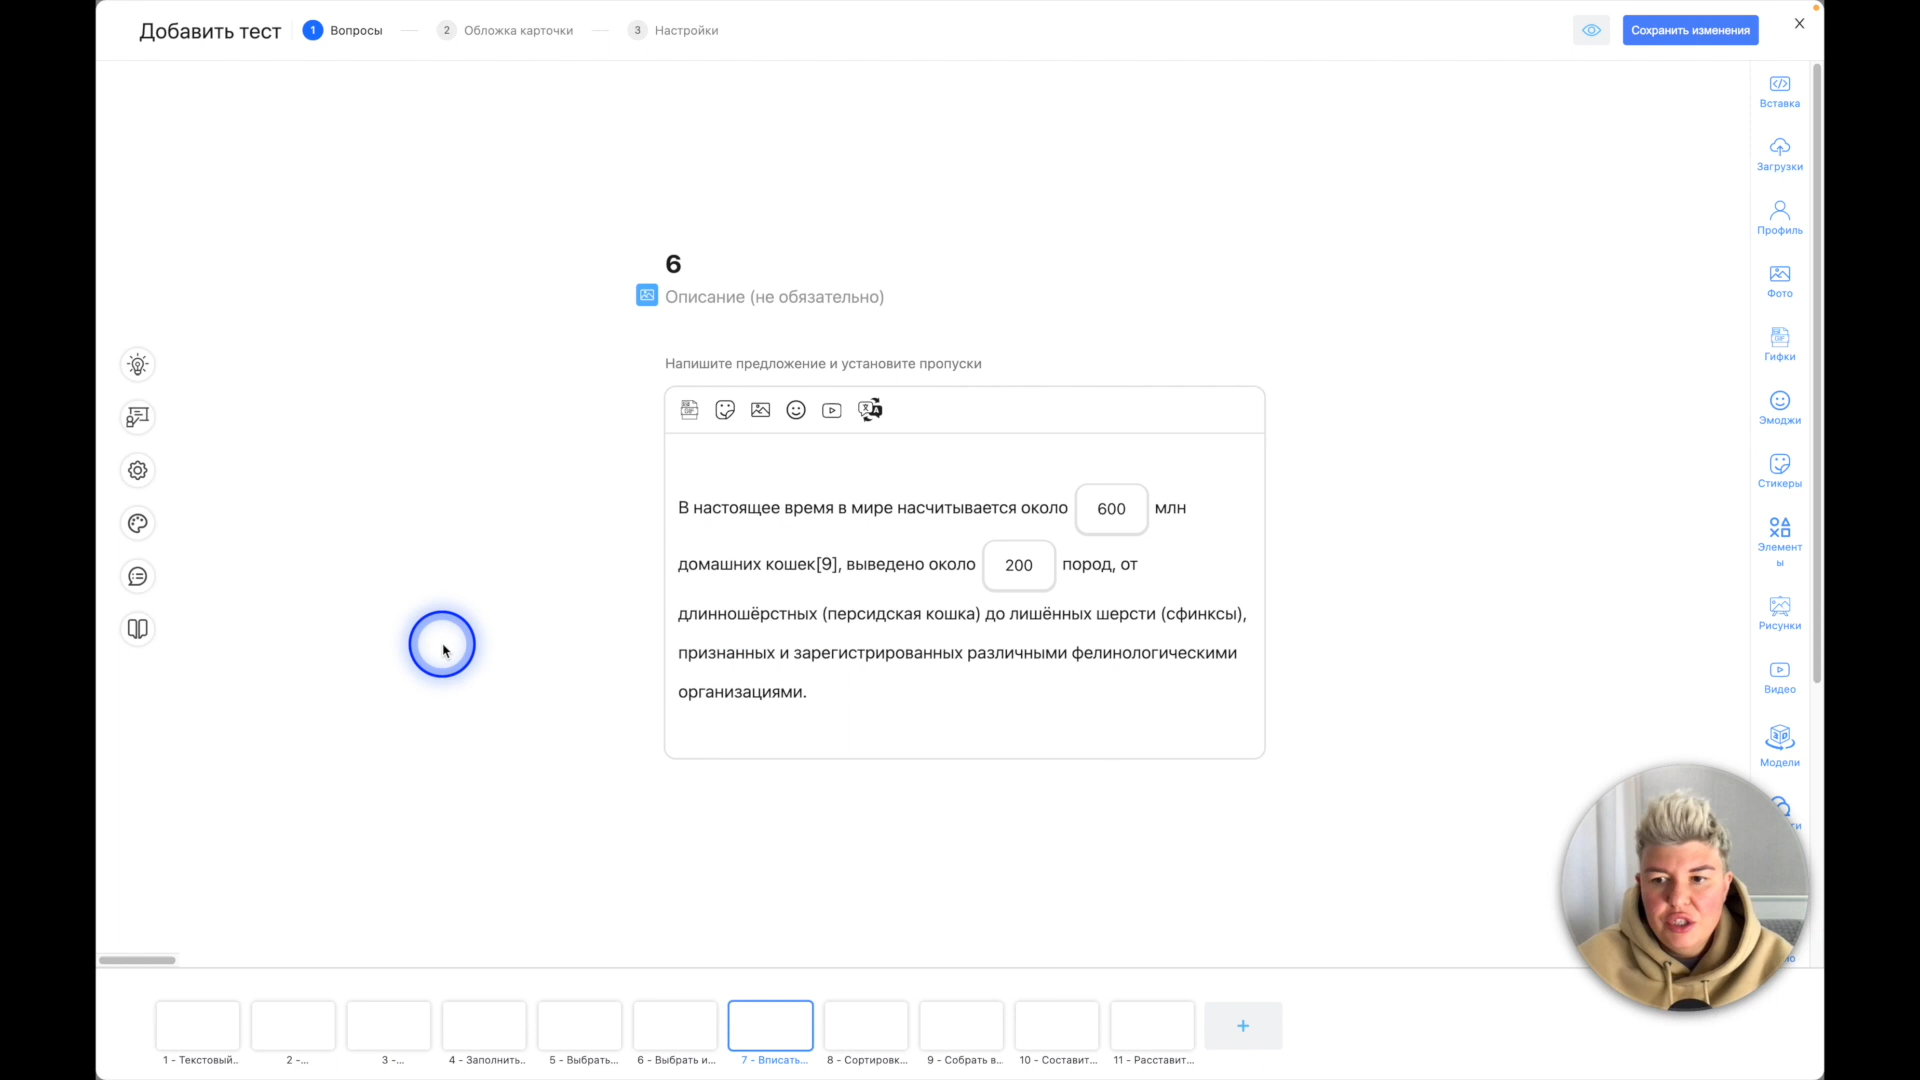 Добавить тест
1 Вопросы
2 Обложка карточки
3 Настройки
Сохранить изменения
Вставка
Загрузки
Профиль
Фото
Гифки
Эмоджи
Стикеры
Элемент
ы
Рисунки
Видео
Модели
6
Описание (не обязательно)
Напишите предложение и установите пропуски
В настоящее время в мире насчитывается около 600 млн
домашних кошек[9], выведено около 200 пород, от
длинношёрстных (персидская кошка) до лишённых шерсти (сфинксы),
признанных и зарегистрированных различными фелинологическими
организациями.
1 - Текстовый..
2 -...
3 -...
4 - Заполнить..
5 - Выбрать...
6 - Выбрать и...
7 - Вписать...
8 - Сортировк...
9 - Собрать в...
10 - Составит...
11 - Расставит...